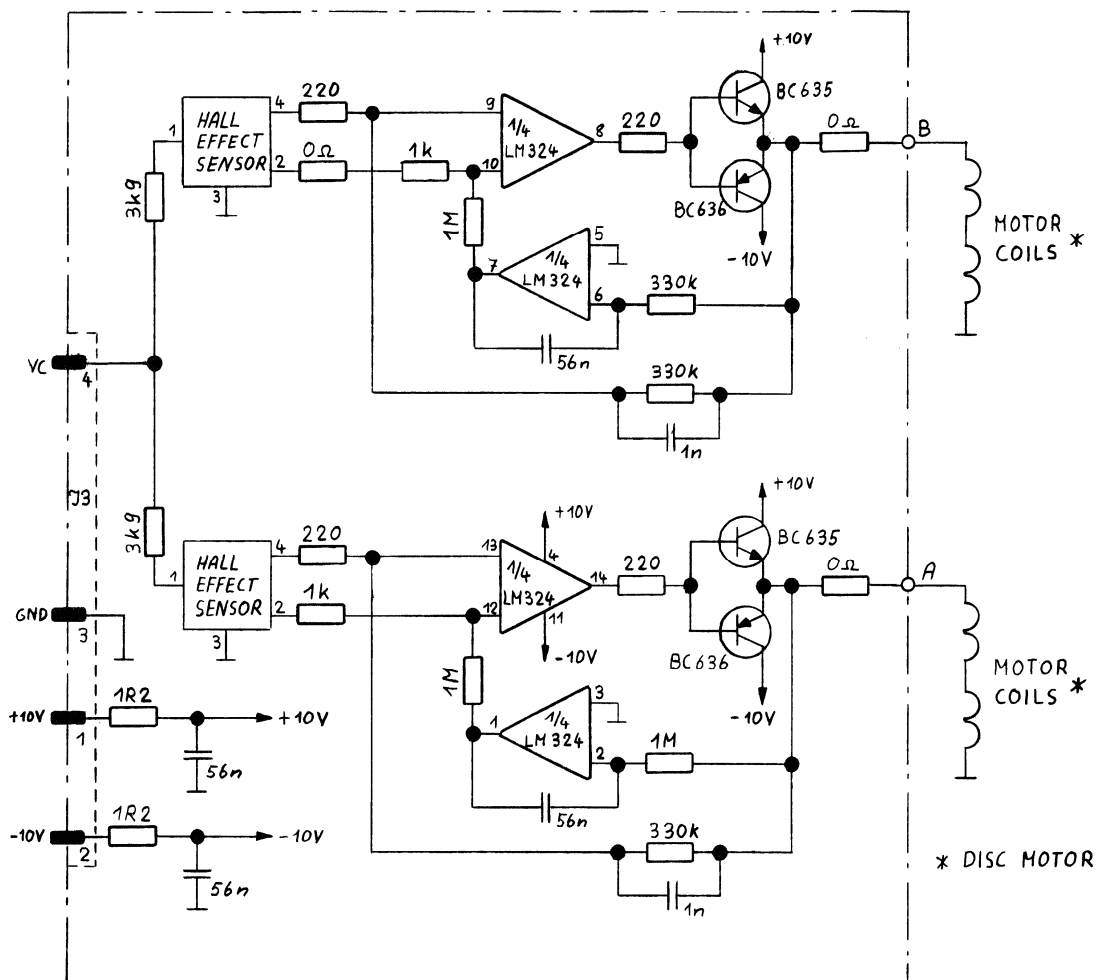 +10V
BC635
HALL
EFFECT
SENSOR
1
4
2
3
220
0Ω
1k
9
10
1/4
LM324
8
220
BC636
-10V
0Ω
B
MOTOR
COILS *
3k9
1M
7
1/4
LM324
5
6
330k
56n
330k
1n
VC
4
J3
3k9
HALL
EFFECT
SENSOR
1
4
2
3
220
1k
13
12
+10V
4
1/4
LM324
14
11
-10V
220
+10V
BC635
BC636
-10V
0Ω
A
MOTOR
COILS *
1M
1
1/4
LM324
3
2
1M
56n
330k
1n
GND
3
+10V
1
1R2
+10V
56n
-10V
2
1R2
-10V
56n
* DISC MOTOR